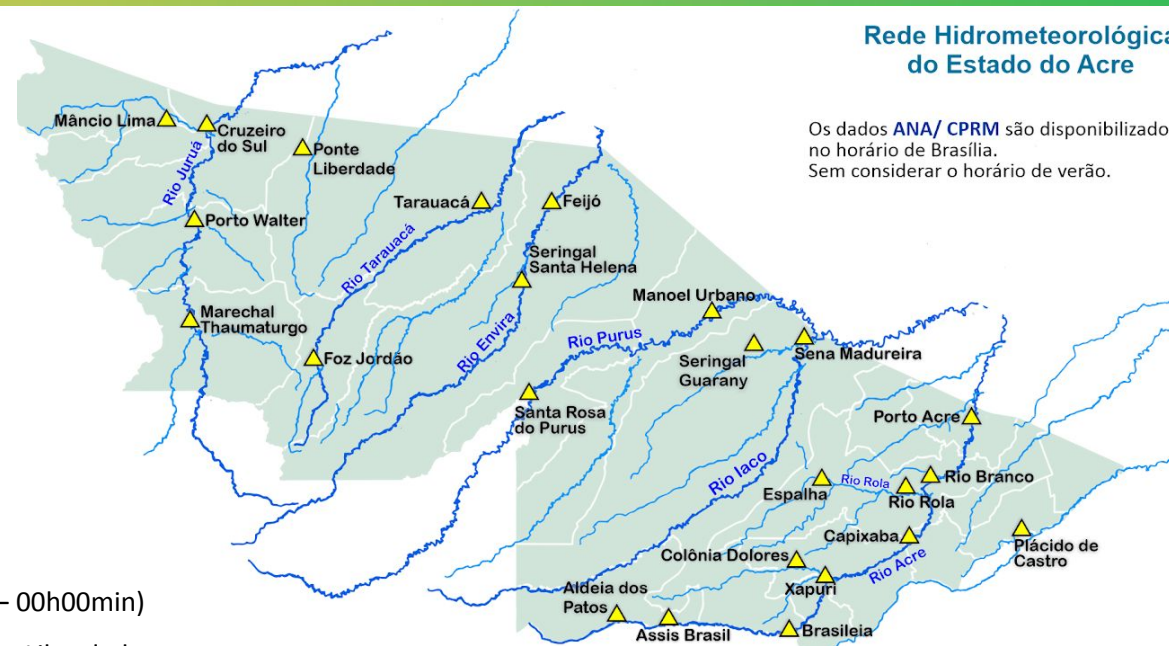 Rede Hidrometeorológica
do Estado do Acre
Os dados ANA/ CPRM são disponibilizado
no horário de Brasília.
Sem considerar o horário de verão.
Mâncio Lima
Cruzeiro
do Sul
Ponte
Liberdade
Rio Juruá
Porto Walter
Tarauacá
Feijó
Rio Tarauacá
Seringal
Santa Helena
Marechal
Thaumaturgo
Foz Jordão
Rio Envira
Manoel Urbano
Rio Purus
Seringal
Guarany
Sena Madureira
Santa Rosa
do Purus
Porto Acre
Rio Iaco
Espalha
Rio Rola
Rio Rola
Rio Branco
Capixaba
Plácido de
Castro
Colônia Dolores
Rio Acre
Xapuri
Aldeia dos
Patos
Assis Brasil
Brasileia
– 00h00min)